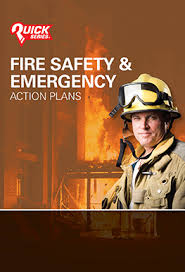 QUICK
SERIES®
FIRE SAFETY &
EMERGENCY
ACTION PLANS